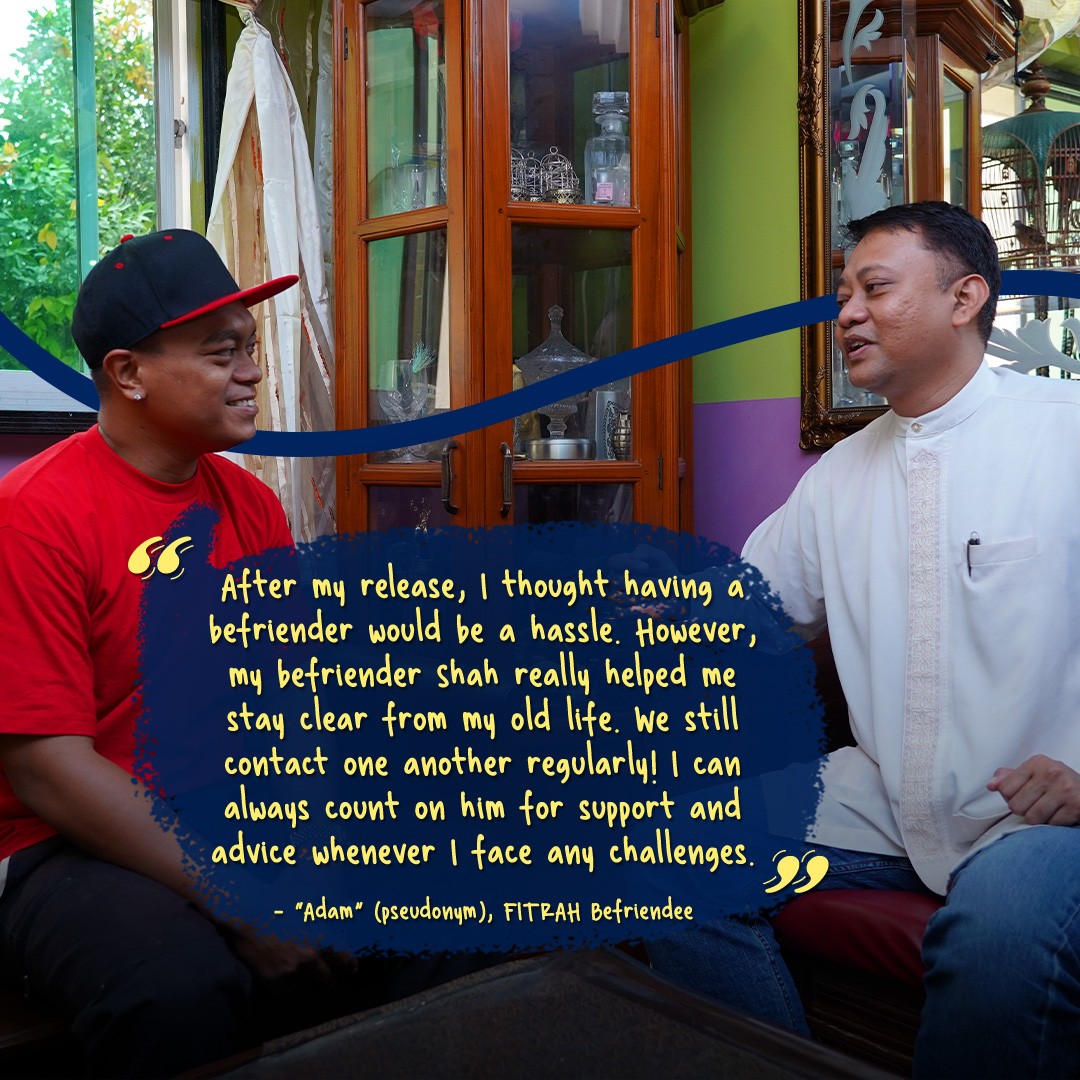 After my release, I thought having a
befriender would be a hassle. However,
my befriender Shah really helped me
stay clear from my old life. We still
contact one another regularly! I can
always count on him for support and
advice whenever I face any challenges.
- "Adam" (pseudonym), FITRAH Befriendee